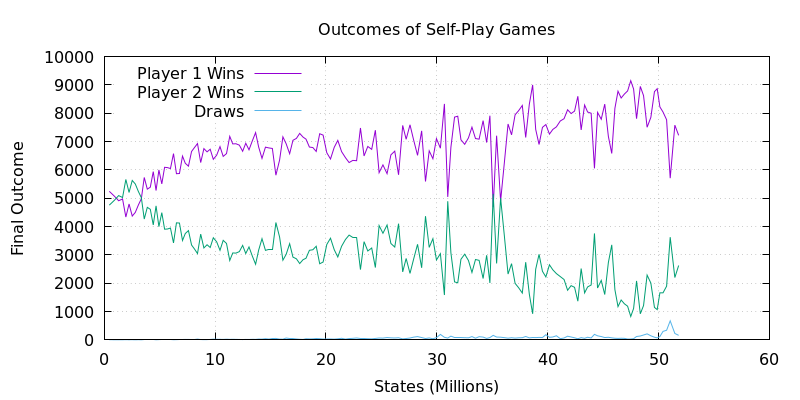 Outcomes of Self-Play Games
10000
9000
8000
7000
6000
5000
4000
3000
2000
1000
0
Final Outcome
Player 1 Wins
Player 2 Wins
Draws
0 10 20 30 40 50 60
States (Millions)